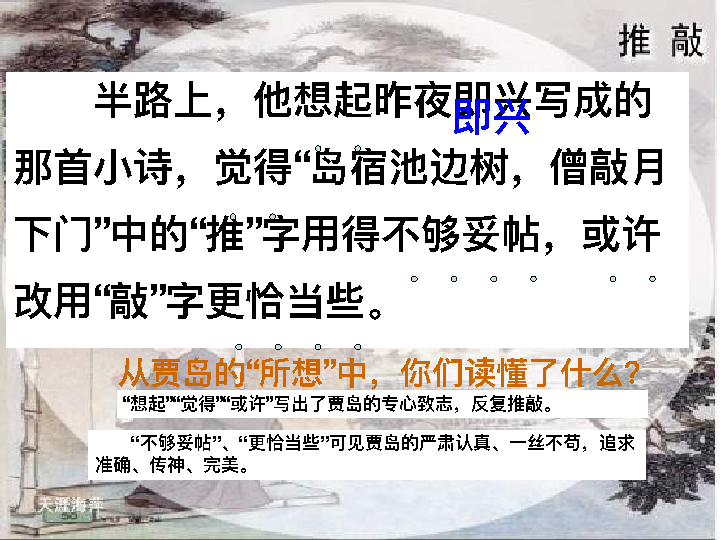 推 敲
半路上，他想起昨夜即兴写成的
即兴
那首小诗，觉得“岛宿池边树，僧敲月
下门”中的“推”字用得不够妥帖，或许
改用“敲”字更恰当些。
从贾岛的“所想”中，你们读懂了什么?
“想起”“觉得”“或许”写出了贾岛的专心致志，反复推敲。
“不够妥帖”、“更恰当些”可见贾岛的严肃认真、一丝不苟，追求
准确、传神、完美。
天涯海萍